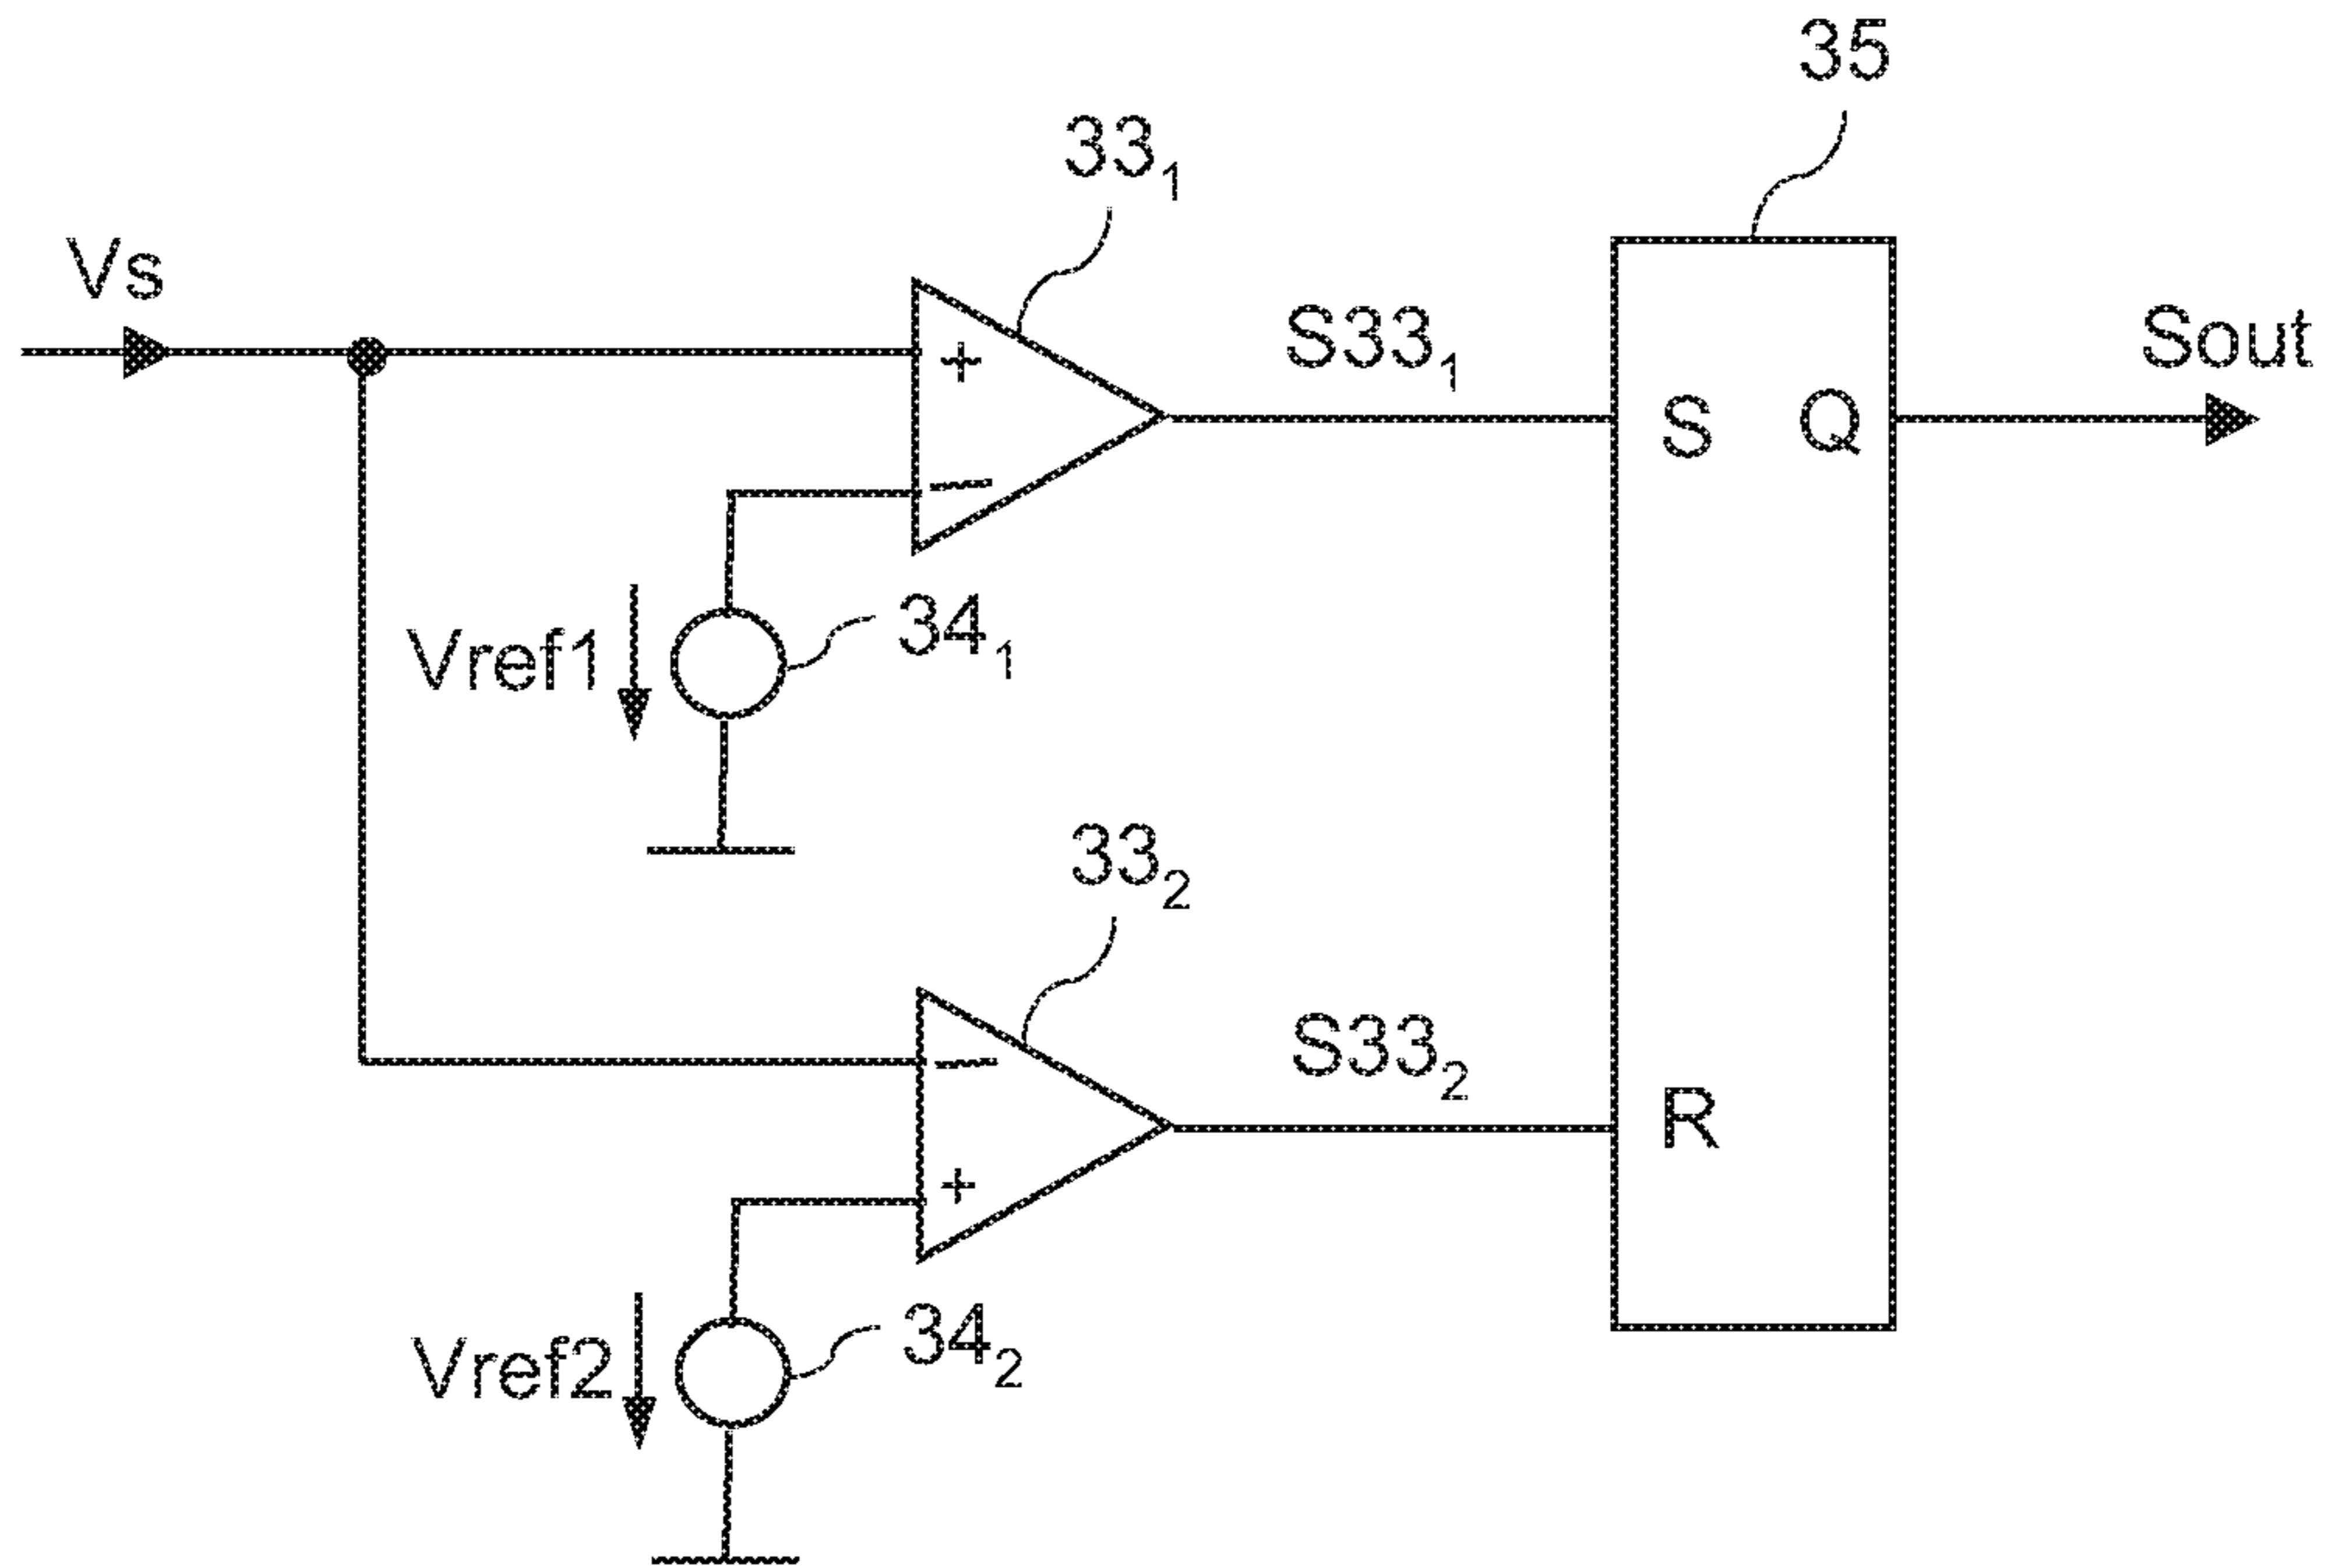 35
33₁
Vs
S33₁
Sout
+
S Q
−
34₁
Vref1
33₂
S33₂
−
R
+
34₂
Vref2